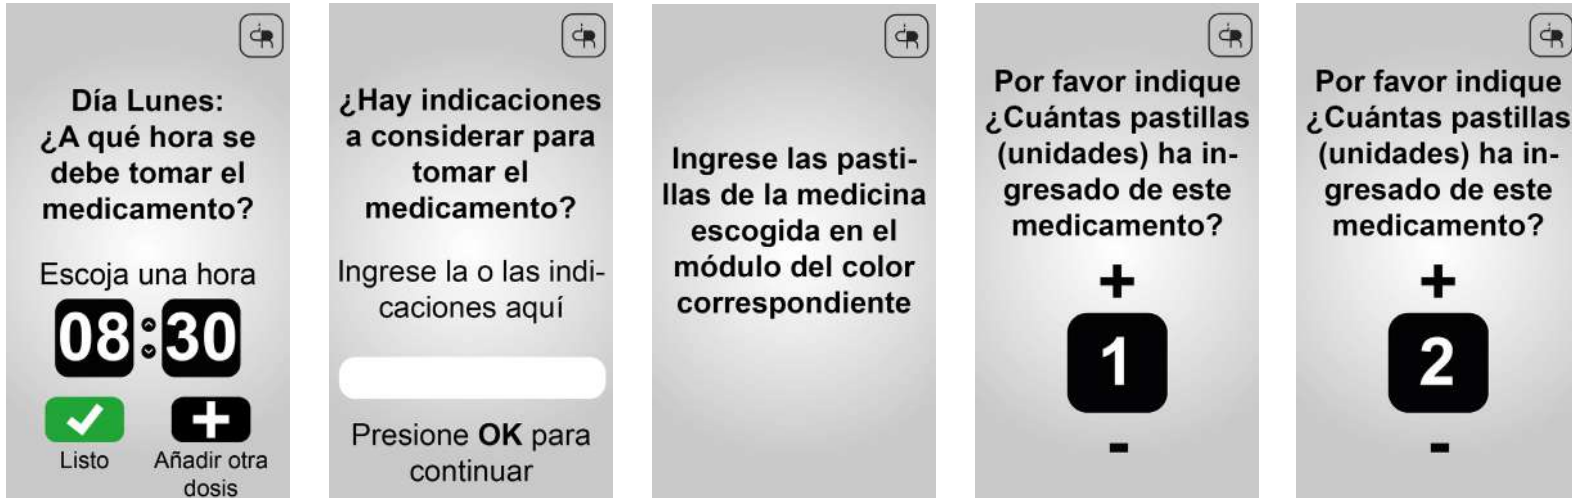 Día Lunes:
¿A qué hora se
debe tomar el
medicamento?
Escoja una hora
08:30
Listo
Añadir otra
dosis
¿Hay indicaciones
a considerar para
tomar el
medicamento?
Ingrese la o las indi-
caciones aquí
Presione OK para
continuar
Ingrese las pasti-
llas de la medicina
escogida en el
módulo del color
correspondiente
Por favor indique
¿Cuántas pastillas
(unidades) ha in-
gresado de este
medicamento?
+
1
-
Por favor indique
¿Cuántas pastillas
(unidades) ha in-
gresado de este
medicamento?
+
2
-